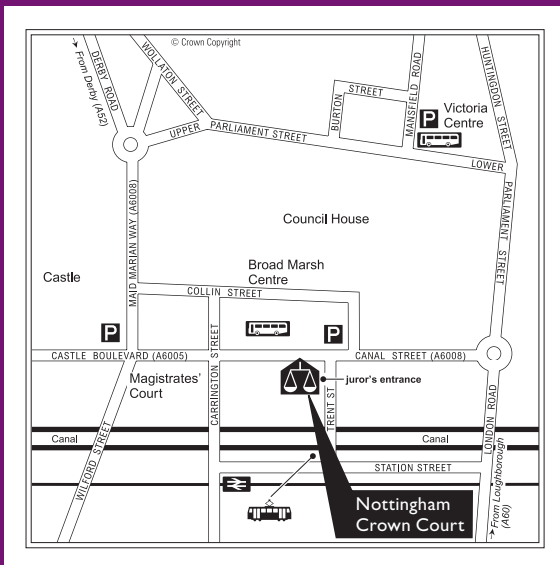 © Crown Copyright
From Derby (A52)
DERBY ROAD
WOLLATON STREET
UPPER PARLIAMENT STREET
BURTON STREET
MANSFIELD ROAD
HUNTINGDON STREET
P
Victoria
Centre
LOWER PARLIAMENT STREET
MAID MARIAN WAY (A6008)
Council House
Castle
Broad Marsh
Centre
COLLIN STREET
P
P
CASTLE BOULEVARD (A6005)
CARRINGTON STREET
CANAL STREET (A6008)
Magistrates'
Court
juror's entrance
TRENT ST
WILFORD STREET
LONDON ROAD
Canal
Canal
STATION STREET
From Loughborough
(A60)
Nottingham
Crown Court